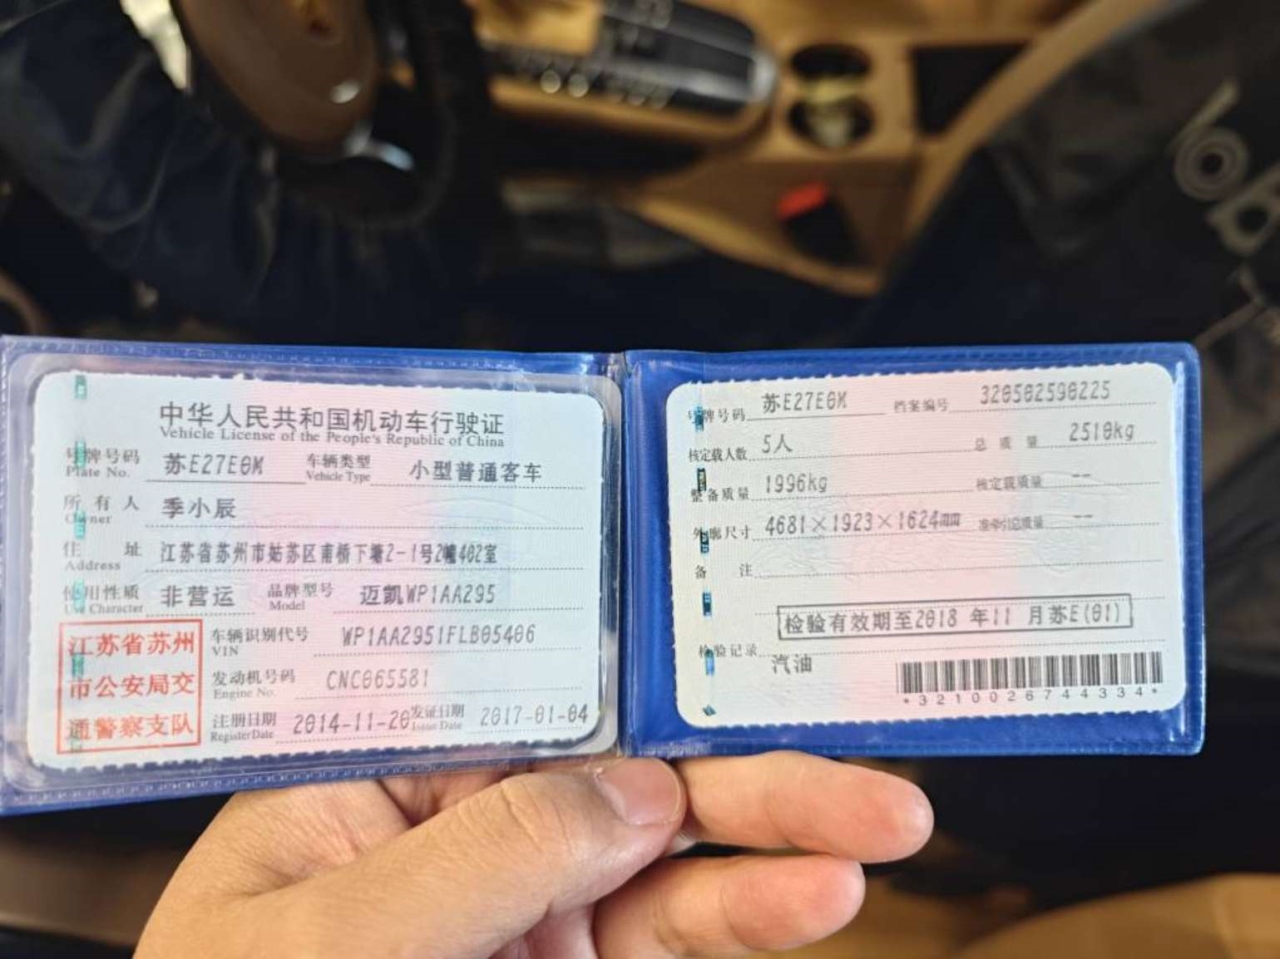 中华人民共和国机动车行驶证
Vehicle License of the People's Republic of China
号牌号码 苏E27E0M 车辆类型 小型普通客车
Plate No. Vehicle Type
所有人 季小辰
Owner
住址 江苏省苏州市姑苏区南桥下塘2-1号2幢402室
Address
使用性质 非营运 品牌型号 迈凯WP1AA295
Use Character Model
江苏省苏州
市公安局交
通警察支队
车辆识别代号 WP1AA2951FLB05406
VIN
发动机号码 CNC065581
Engine No.
注册日期 2014-11-20 发证日期 2017-01-04
Register Date Issue Date
号牌号码 苏E27E0M 档案编号 320502590225
核定载人数 5人 总质量 2510kg
整备质量 1996kg 核定载质量 --
外廓尺寸 4681×1923×1624mm 准牵引总质量 --
备注
检验有效期至2018 年11 月苏E(01)
检验记录
汽油
*3210026744334*